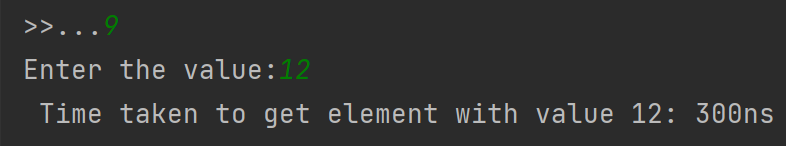 >>...9
Enter the value:12
Time taken to get element with value 12: 300ns